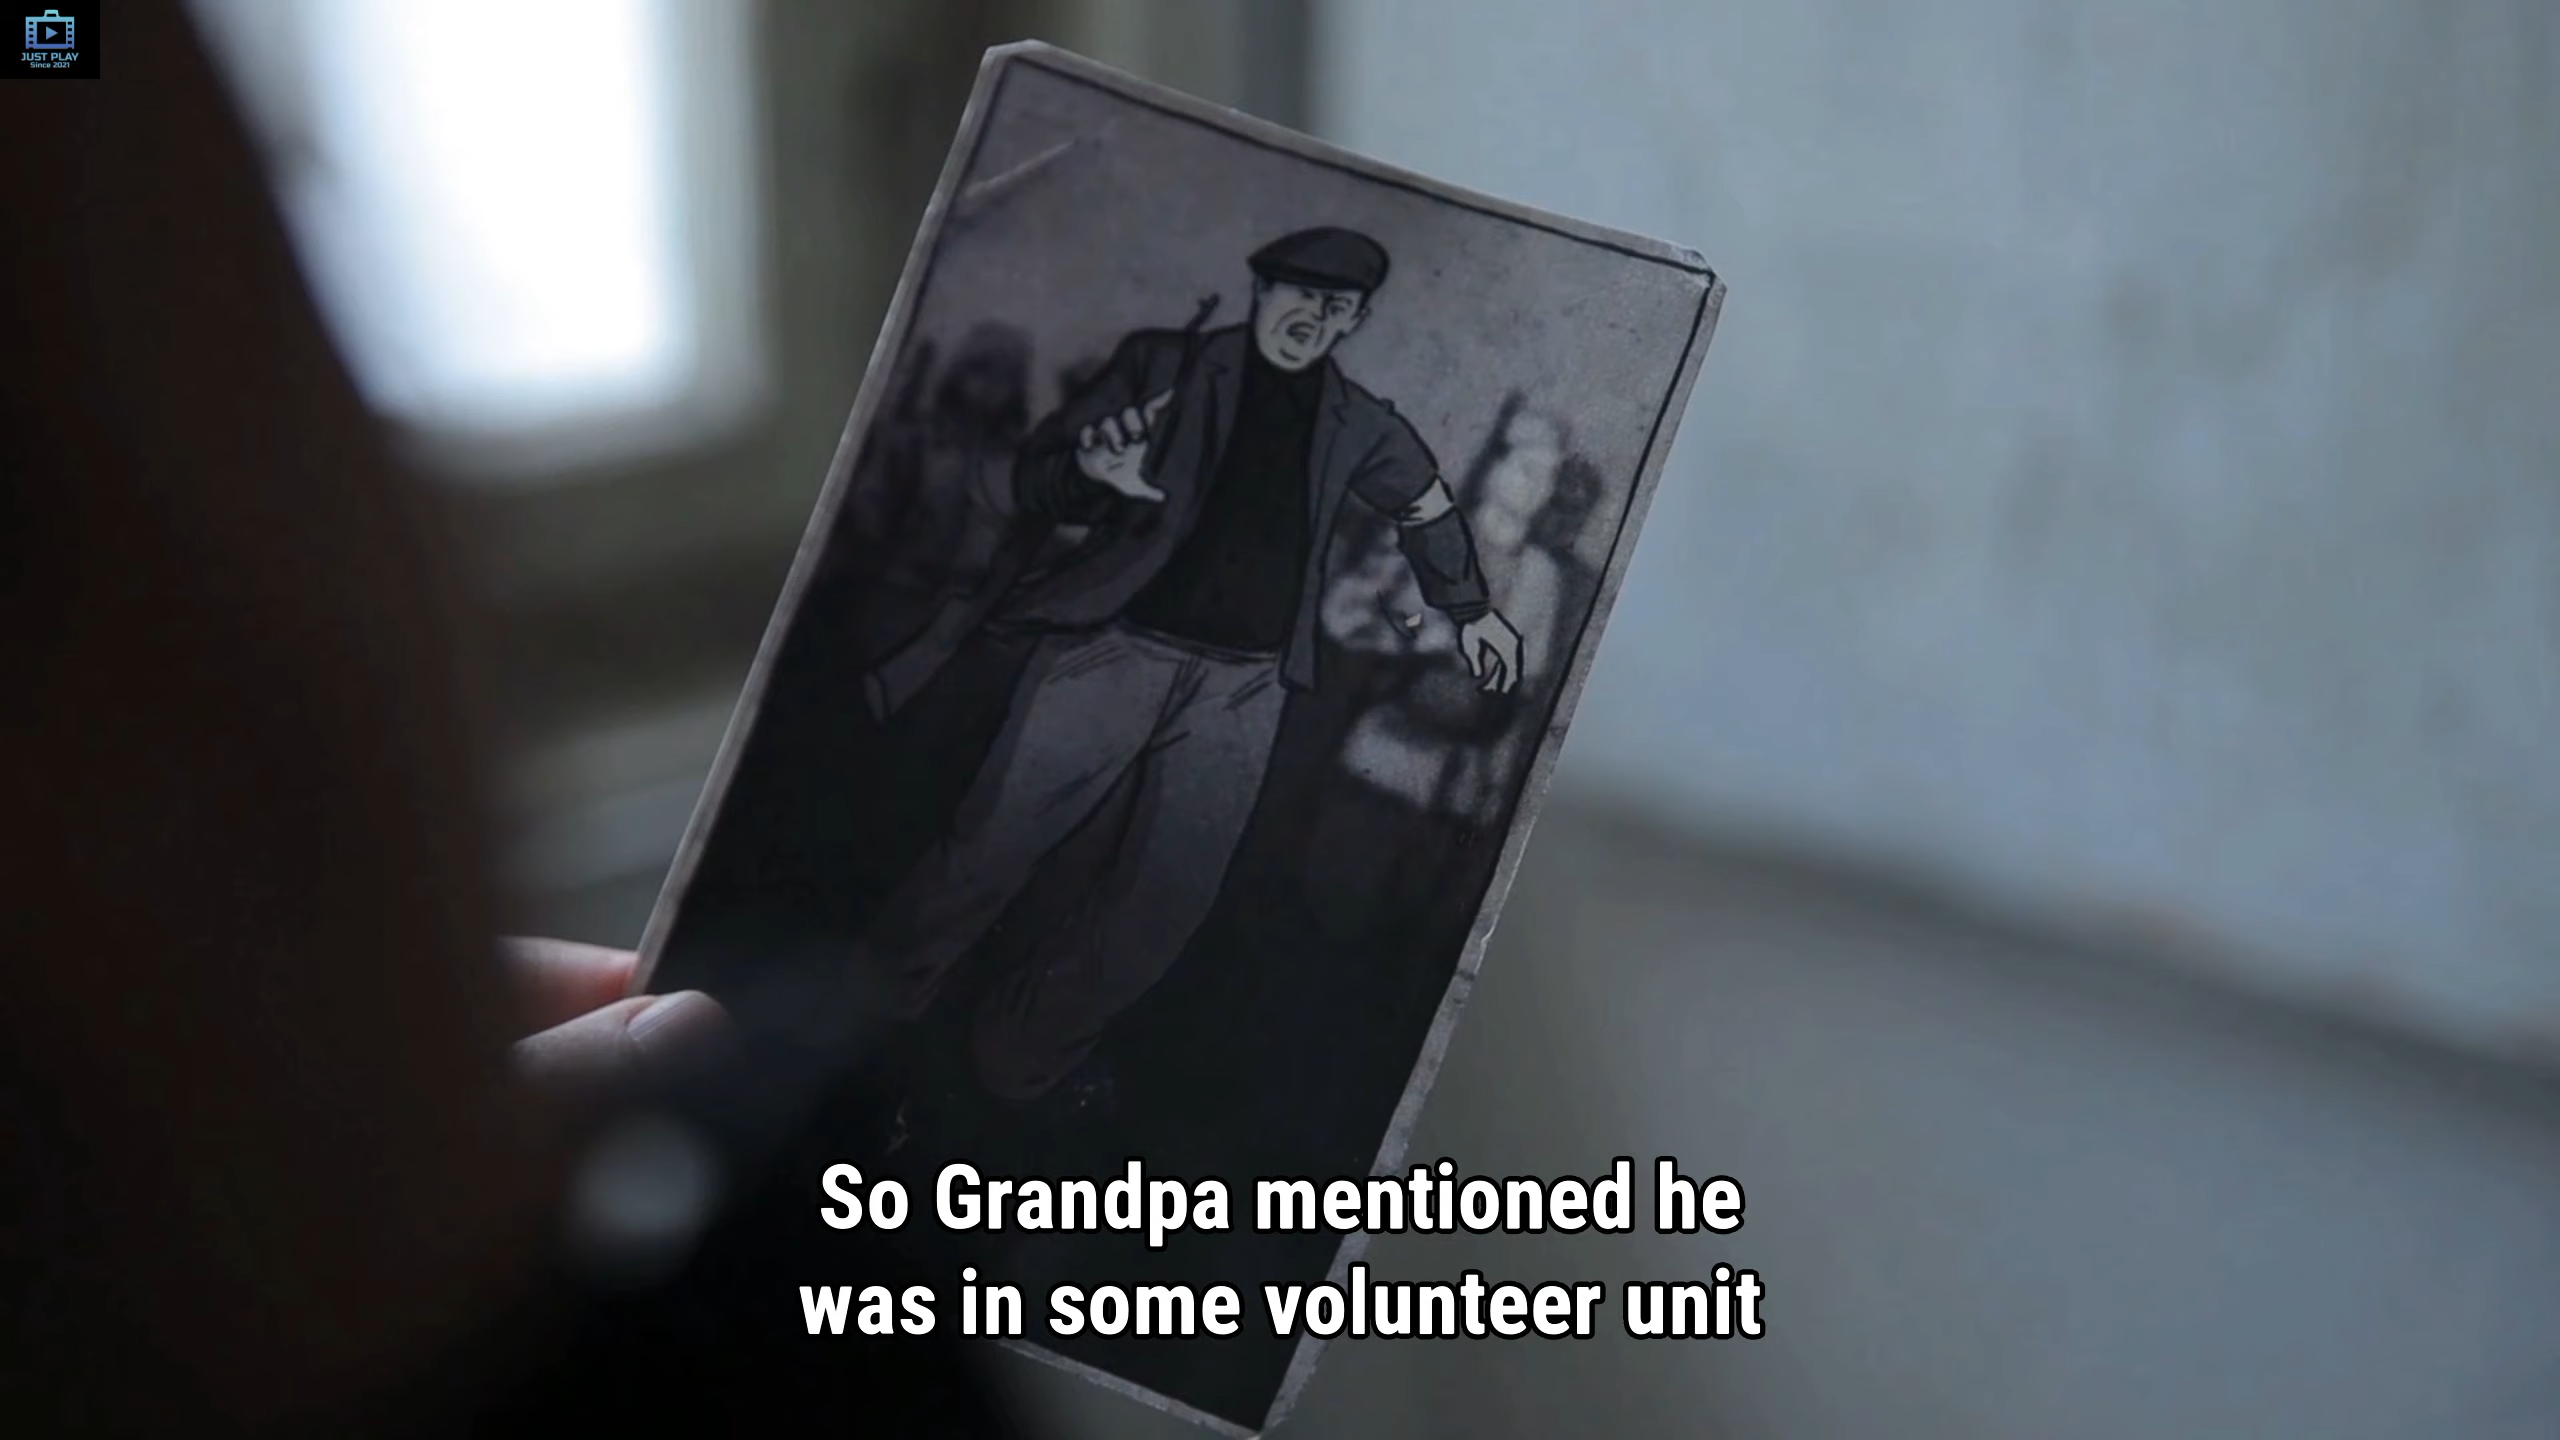 JUST PLAY
Since 2021
So Grandpa mentioned he
was in some volunteer unit